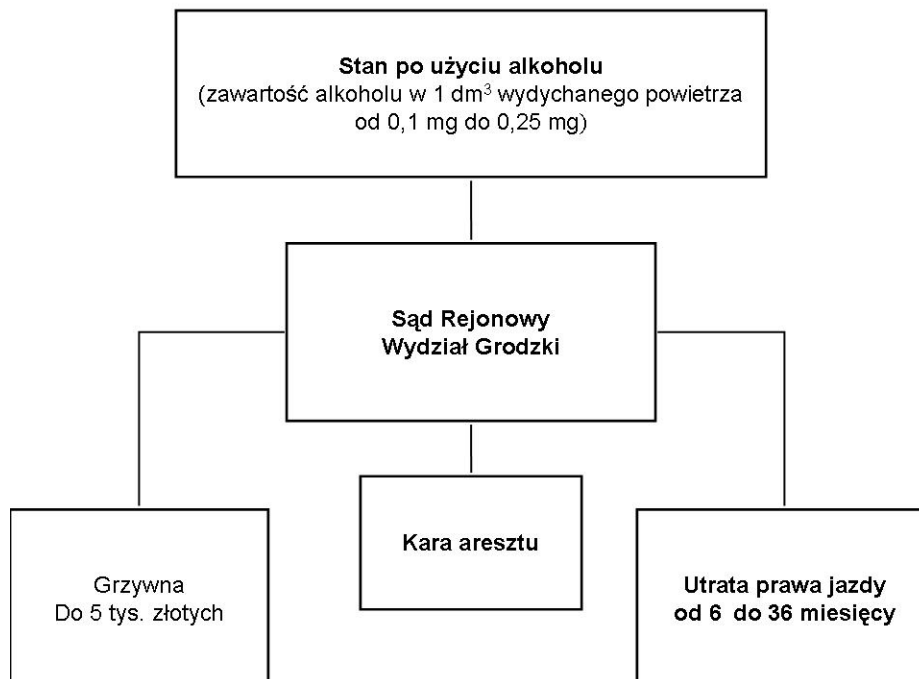 Stan po użyciu alkoholu
(zawartość alkoholu w 1 dm³ wydychanego powietrza
od 0,1 mg do 0,25 mg)
Sąd Rejonowy
Wydział Grodzki
Kara aresztu
Grzywna
Do 5 tys. złotych
Utrata prawa jazdy
od 6 do 36 miesięcy